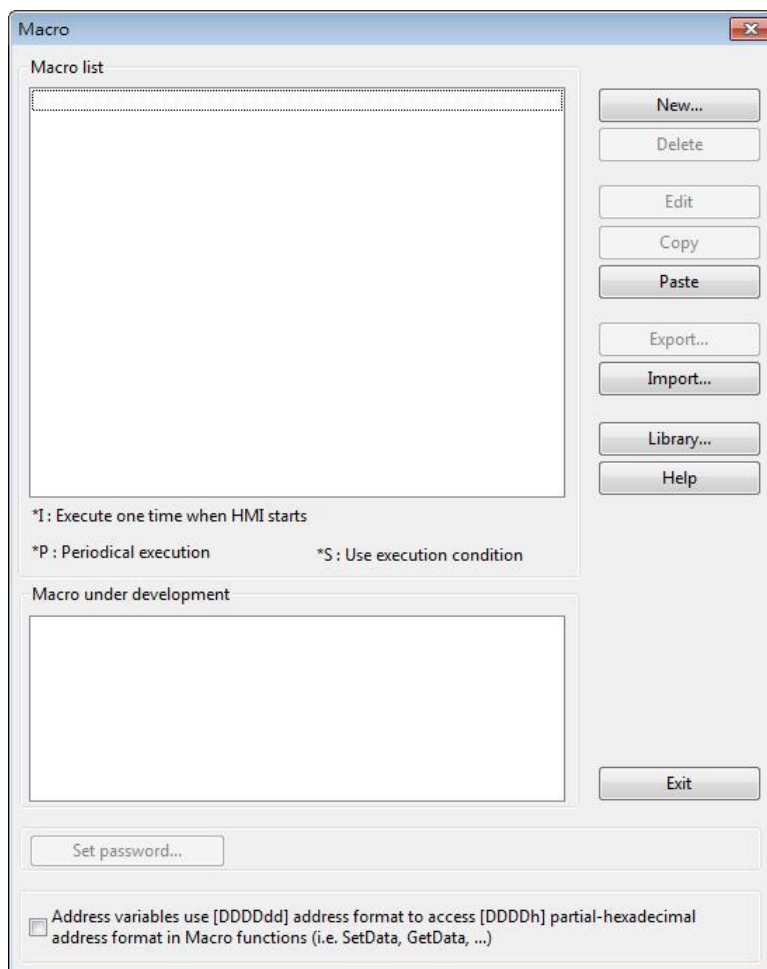 Macro
Macro list
New...
Delete
Edit
Copy
Paste
Export...
Import...
Library...
Help
*I : Execute one time when HMI starts
*P : Periodical execution
*S : Use execution condition
Macro under development
Exit
Set password...
Address variables use [DDDDdd] address format to access [DDDDh] partial-hexadecimal
address format in Macro functions (i.e. SetData, GetData, ...)